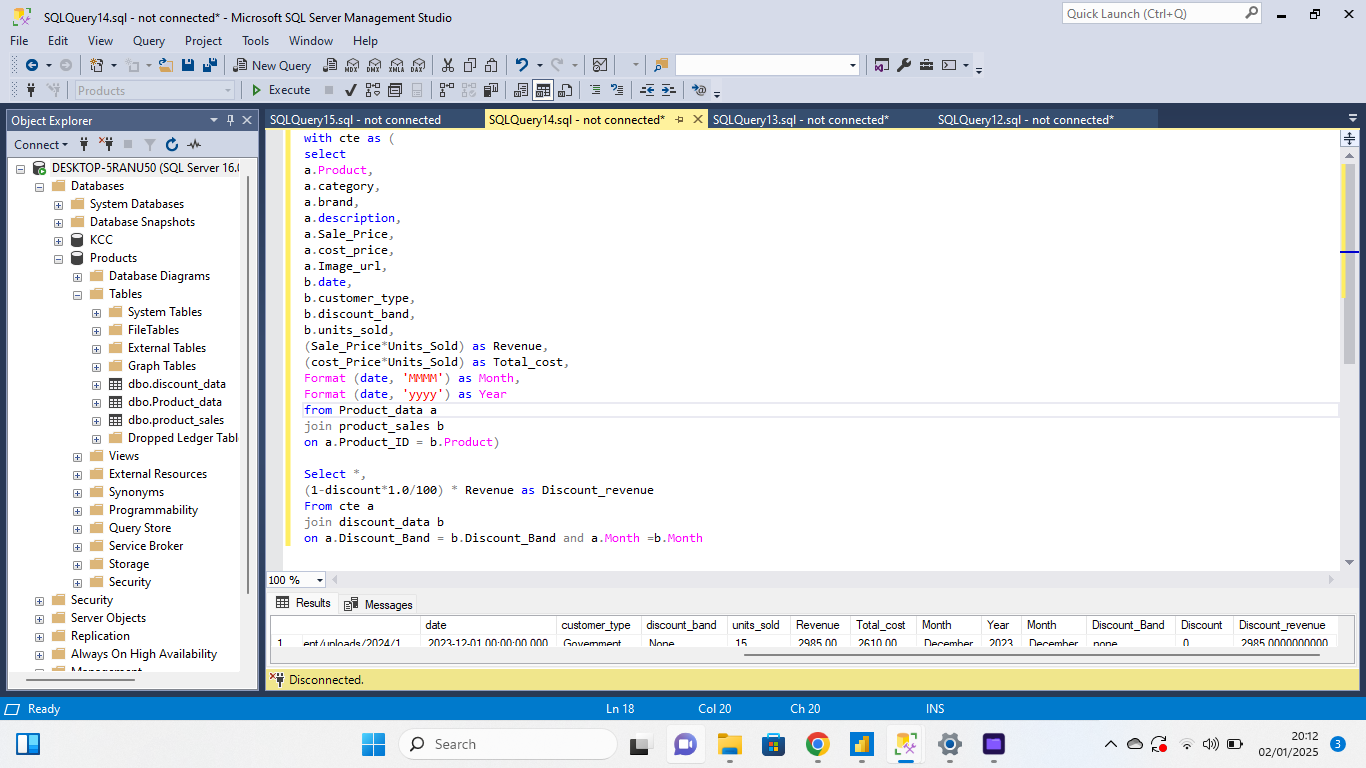 SQLQuery14.sql - not connected* - Microsoft SQL Server Management Studio
Quick Launch (Ctrl+Q)
File Edit View Query Project Tools Window Help
New Query MDX DMX XMLA DAX
Products Execute
Object Explorer
SQLQuery15.sql - not connected SQLQuery14.sql - not connected* SQLQuery13.sql - not connected* SQLQuery12.sql - not connected*
Connect
DESKTOP-5RANU50 (SQL Server 16.
Databases
System Databases
Database Snapshots
KCC
Products
Database Diagrams
Tables
System Tables
FileTables
External Tables
Graph Tables
dbo.discount_data
dbo.Product_data
dbo.product_sales
Dropped Ledger Tabl
Views
External Resources
Synonyms
Programmability
Query Store
Service Broker
Storage
Security
Security
Server Objects
Replication
Always On High Availability
Management
with cte as (
select
a.Product,
a.category,
a.brand,
a.description,
a.Sale_Price,
a.cost_price,
a.Image_url,
b.date,
b.customer_type,
b.discount_band,
b.units_sold,
(Sale_Price*Units_Sold) as Revenue,
(cost_Price*Units_Sold) as Total_cost,
Format (date, 'MMMM') as Month,
Format (date, 'yyyy') as Year
from Product_data a
join product_sales b
on a.Product_ID = b.Product)
Select *,
(1-discount*1.0/100) * Revenue as Discount_revenue
From cte a
join discount_data b
on a.Discount_Band = b.Discount_Band and a.Month =b.Month
100 %
Results Messages
date customer_type discount_band units_sold Revenue Total_cost Month Year Month Discount_Band Discount Discount_revenue
1 ent/uploads/2024/1 2023-12-01 00:00:00.000 Government None 15 2985.00 2610.00 December 2023 December none 0 2985.0000000000
Disconnected.
Ready Ln 18 Col 20 Ch 20 INS
Search
20:12
02/01/2025
3